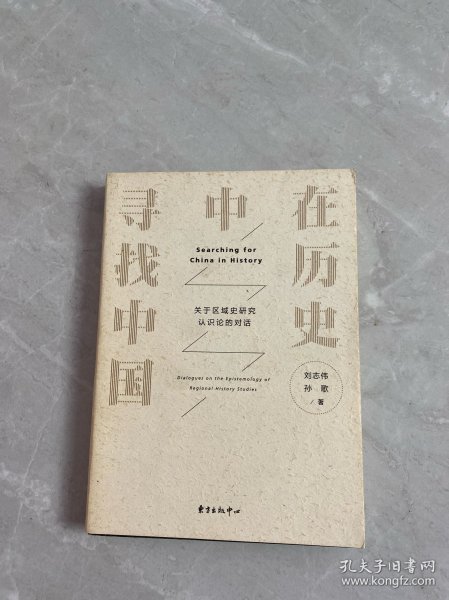 在历史
中
寻找中国
Searching for
China in History
关于区域史研究
认识论的对话
Dialogues on the Epistemology of
Regional History Studies
刘志伟
孙 歌
/ 著
东方出版中心
孔夫子旧书网
www.kongfz.com